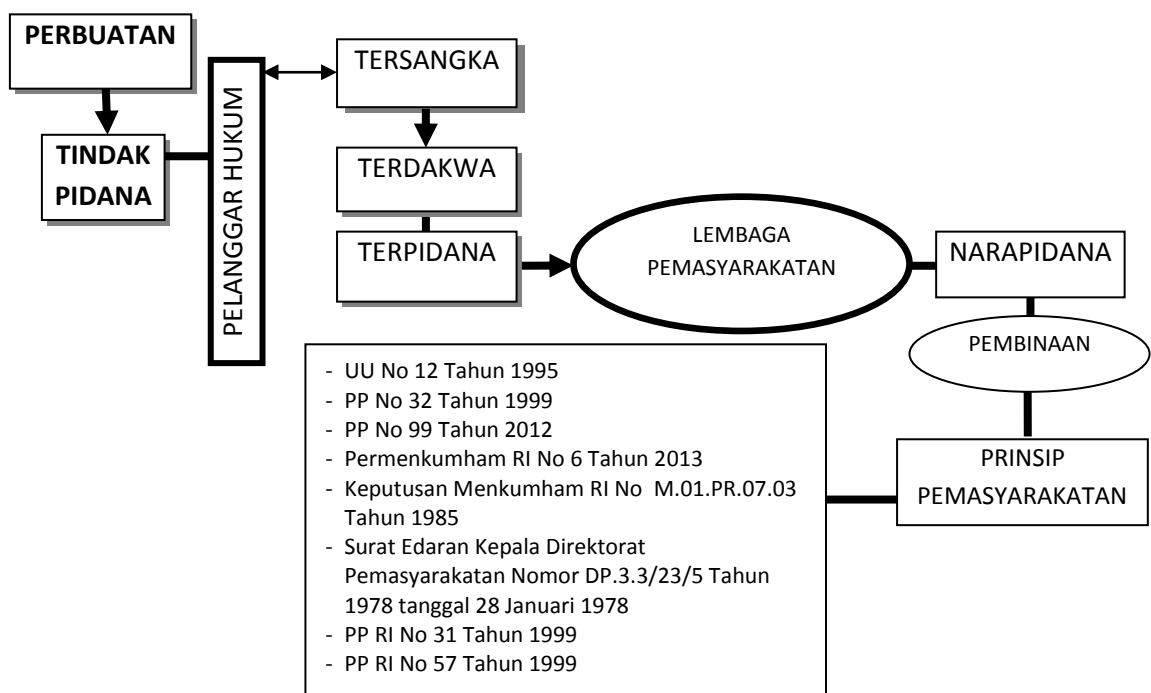 PERBUATAN
TINDAK
PIDANA
PELANGGAR HUKUM
TERSANGKA
TERDAKWA
TERPIDANA
LEMBAGA
PEMASYARAKATAN
NARAPIDANA
PEMBINAAN
PRINSIP
PEMASYARAKATAN
- UU No 12 Tahun 1995
- PP No 32 Tahun 1999
- PP No 99 Tahun 2012
- Permenkumham RI No 6 Tahun 2013
- Keputusan Menkumham RI No M.01.PR.07.03
Tahun 1985
- Surat Edaran Kepala Direktorat
Pemasyarakatan Nomor DP.3.3/23/5 Tahun
1978 tanggal 28 Januari 1978
- PP RI No 31 Tahun 1999
- PP RI No 57 Tahun 1999